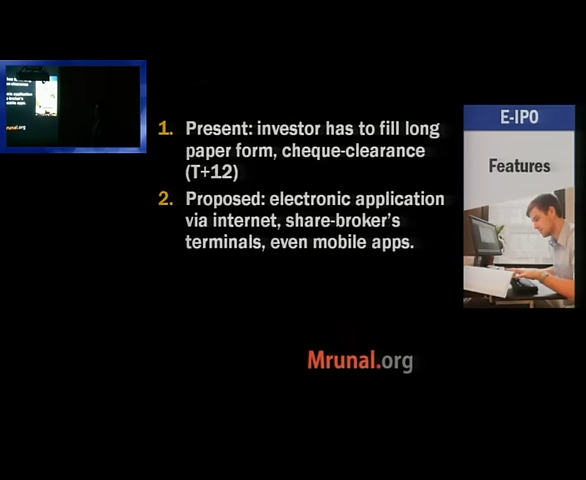 1. Present: investor has to fill long
paper form, cheque-clearance
(T+12)
2. Proposed: electronic application
via internet, share-broker's
terminals, even mobile apps.
E-IPO
Features
Mrunal.org